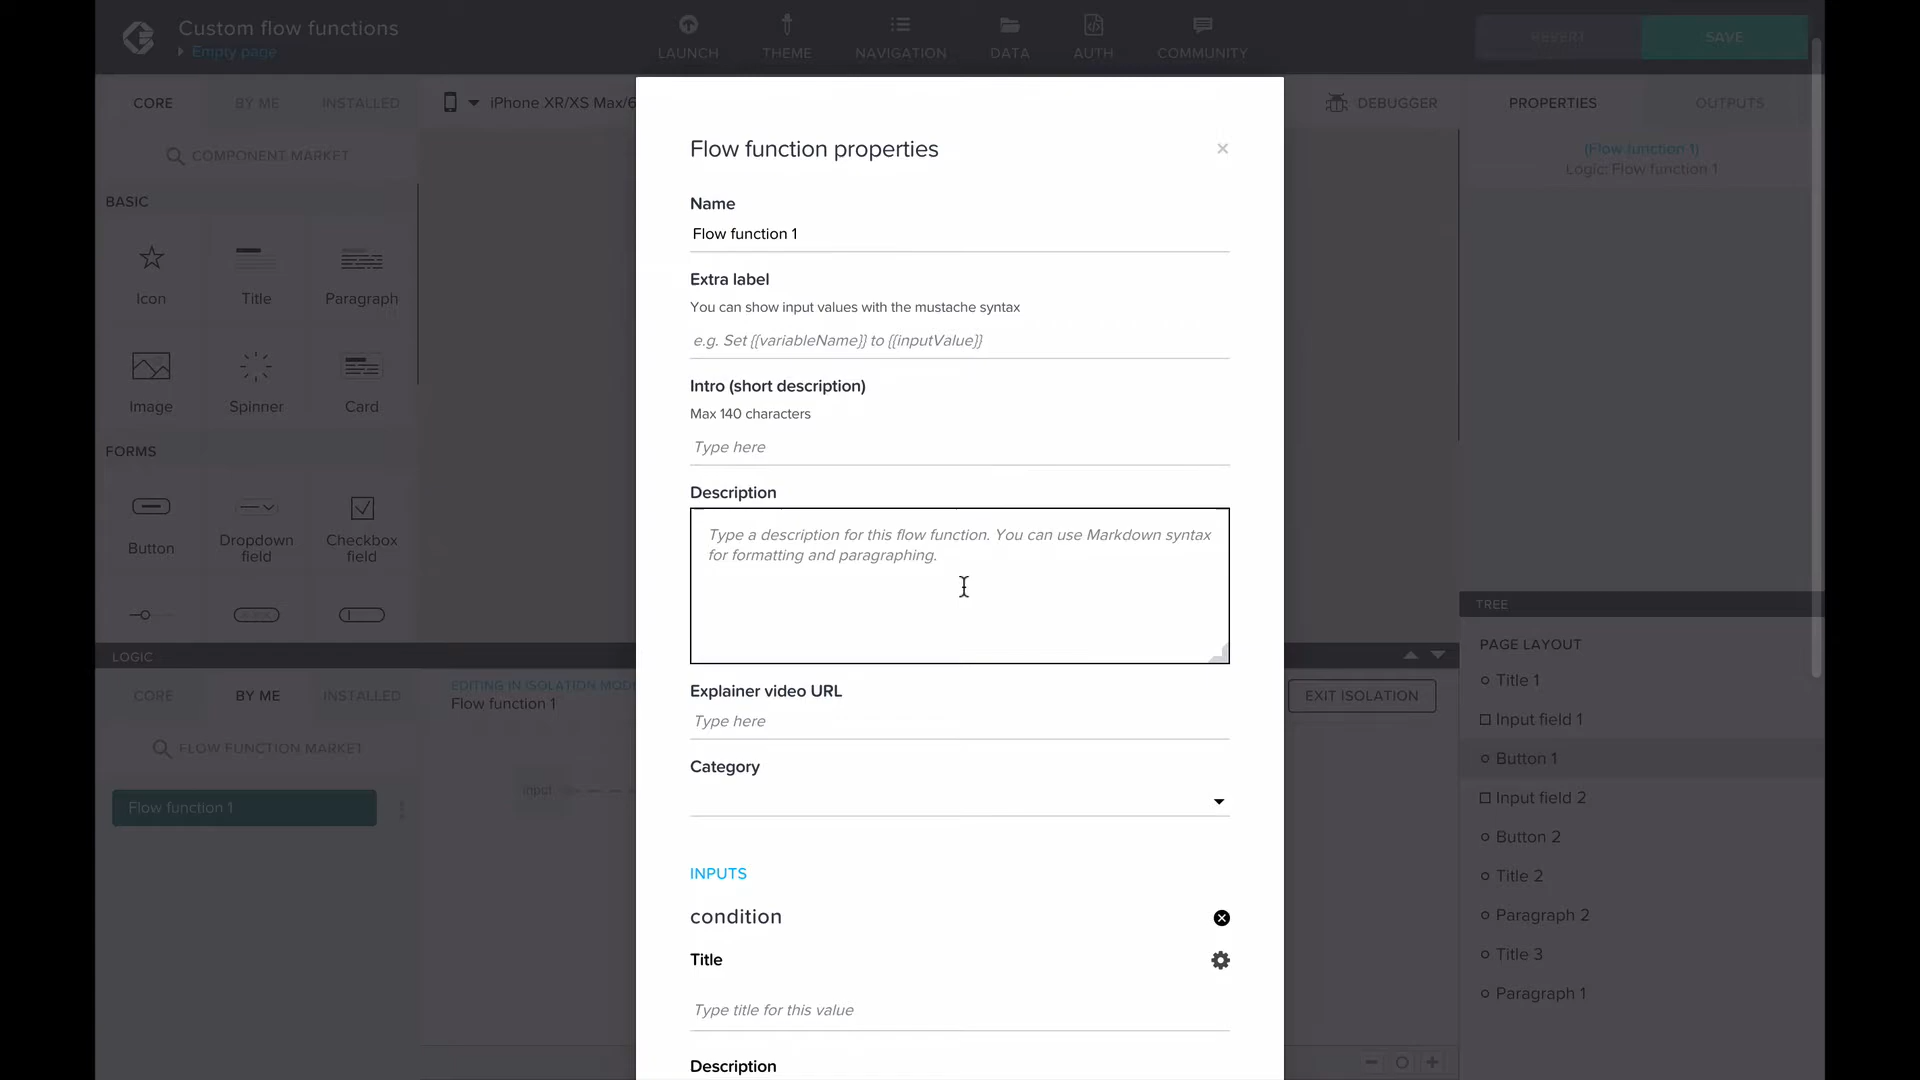 Custom flow functions
Empty page
LAUNCH
THEME
NAVIGATION
DATA
AUTH
COMMUNITY
REVERT
SAVE
CORE
BY ME
INSTALLED
iPhone XR/XS Max/6
DEBUGGER
PROPERTIES
OUTPUTS
COMPONENT MARKET
(Flow function 1)
Logic: Flow function 1
BASIC
Icon
Title
Paragraph
Image
Spinner
Card
FORMS
Button
Dropdown
field
Checkbox
field
Flow function properties
Name
Flow function 1
Extra label
You can show input values with the mustache syntax
e.g. Set {{variableName}} to {{inputValue}}
Intro (short description)
Max 140 characters
Type here
Description
Type a description for this flow function. You can use Markdown syntax
for formatting and paragraphing.
Explainer video URL
Type here
Category
INPUTS
condition
Title
Type title for this value
Description
LOGIC
CORE
BY ME
INSTALLED
EDITING IN ISOLATION MODE
Flow function 1
EXIT ISOLATION
FLOW FUNCTION MARKET
Flow function 1
input
TREE
PAGE LAYOUT
Title 1
Input field 1
Button 1
Input field 2
Button 2
Title 2
Paragraph 2
Title 3
Paragraph 1